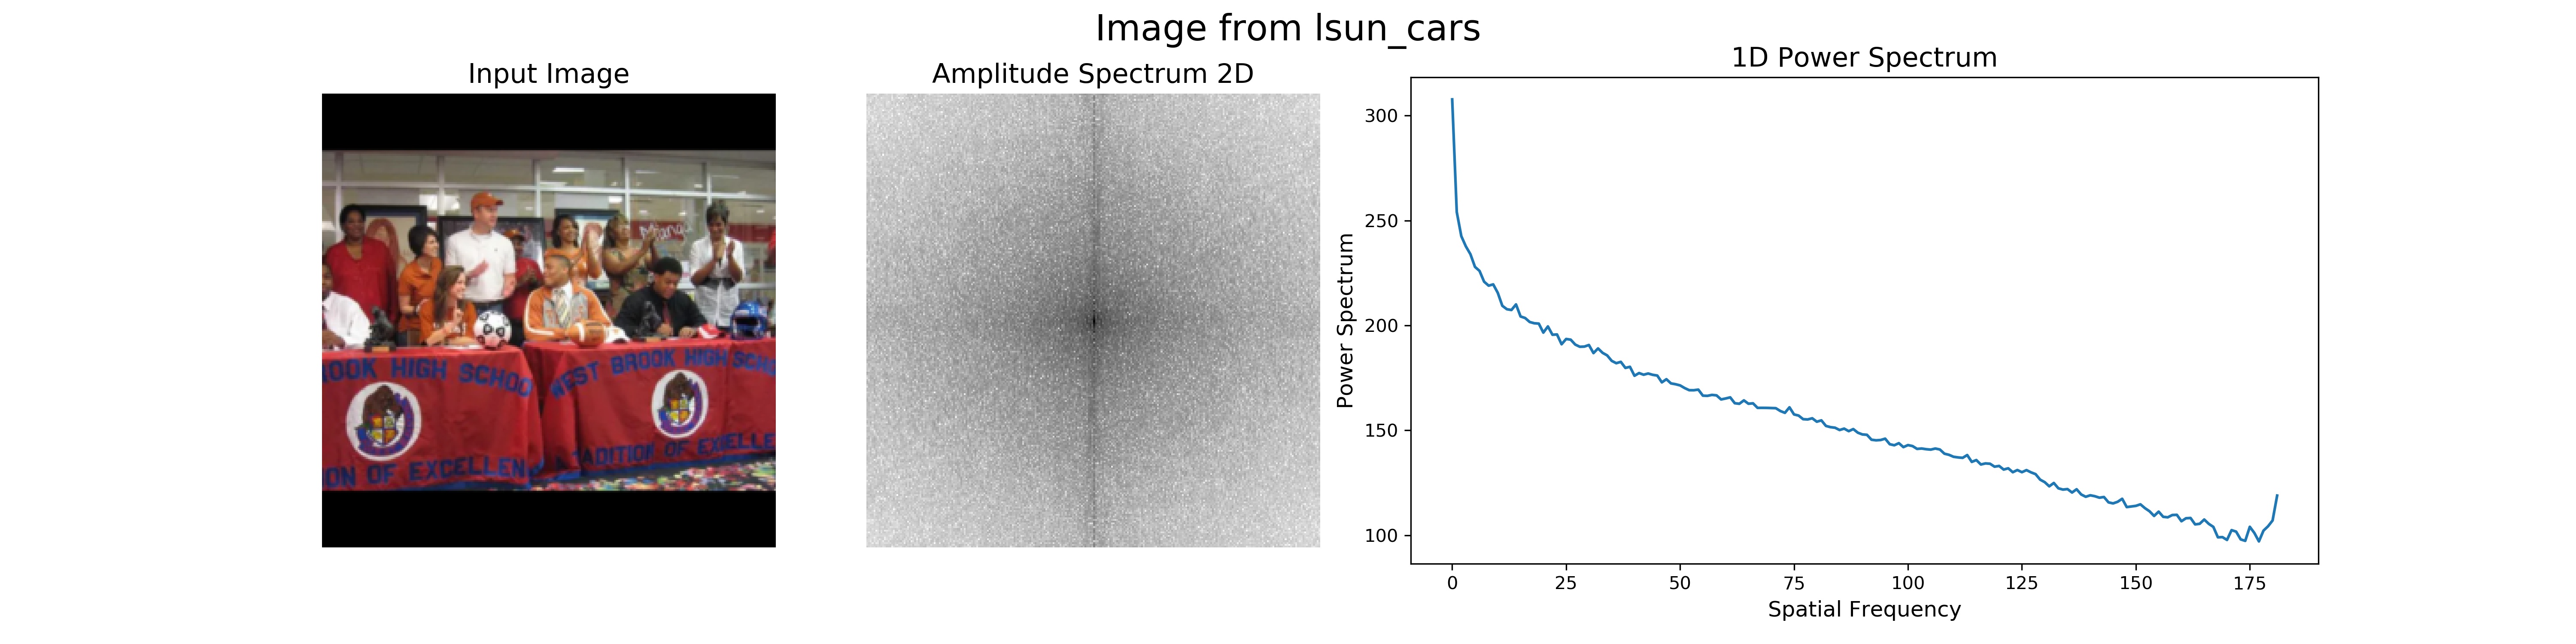 Image from lsun_cars
Input Image
Amplitude Spectrum 2D
1D Power Spectrum
OOK HIGH SCHOO
WEST BROOK HIGH SCHO
ON OF EXCELLEN
ADITION OF EXCELLE
Power Spectrum
300
250
200
150
100
0 25 50 75 100 125 150 175
Spatial Frequency